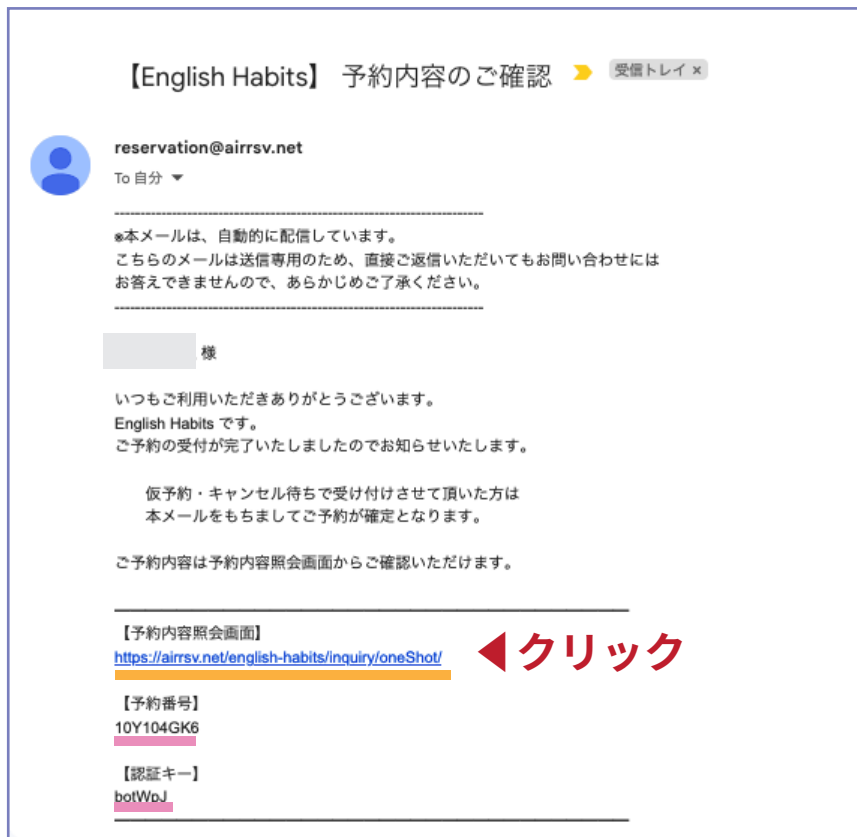 【English Habits】 予約内容のご確認
受信トレイ ×
reservation@airrsv.net
To 自分
--------------------------------------------------------------------------
※本メールは、自動的に配信しています。
こちらのメールは送信専用のため、直接ご返信いただいてもお問い合わせには
お答えできませんので、あらかじめご了承ください。
--------------------------------------------------------------------------
様
いつもご利用いただきありがとうございます。
English Habits です。
ご予約の受付が完了いたしましたのでお知らせいたします。
仮予約・キャンセル待ちで受け付けさせて頂いた方は
本メールをもちましてご予約が確定となります。
ご予約内容は予約内容照会画面からご確認いただけます。
【予約内容照会画面】
https://airrsv.net/english-habits/inquiry/oneShot/
クリック
【予約番号】
10Y104GK6
【認証キー】
botWpJ